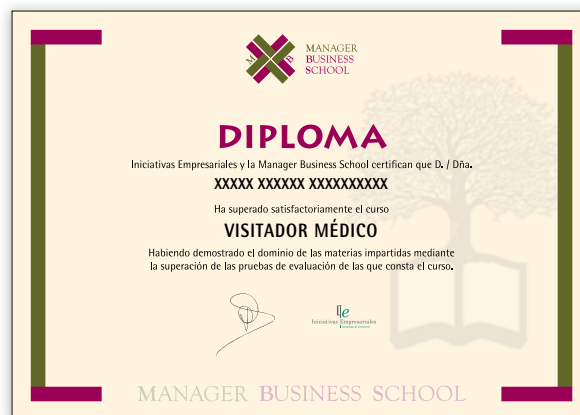 M B
MANAGER
BUSINESS
SCHOOL
DIPLOMA
Iniciativas Empresariales y la Manager Business School certifican que D. / Dña.
XXXXX XXXXXX XXXXXXXXXX
Ha superado satisfactoriamente el curso
VISITADOR MÉDICO
Habiendo demostrado el dominio de las materias impartidas mediante
la superación de las pruebas de evaluación de las que consta el curso.
Ile
Iniciativas Empresariales
MANAGER BUSINESS SCHOOL